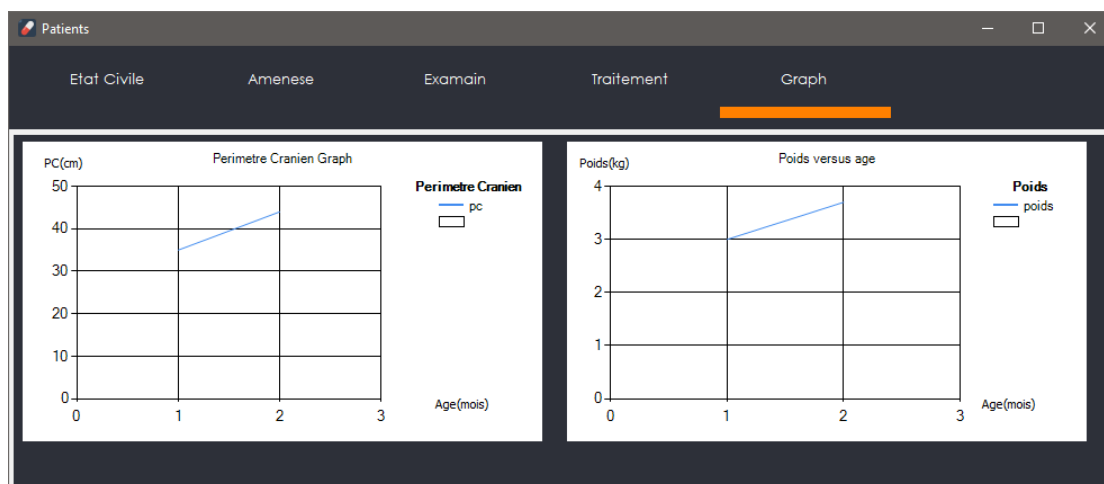 Patients
Etat Civile Amenese Examain Traitement Graph
PC(cm) Perimetre Cranien Graph
50
40
30
20
10
0
0 1 2 3
Age(mois)
Perimetre Cranien
pc
Poids(kg) Poids versus age
4
3
2
1
0
0 1 2 3
Age(mois)
Poids
poids